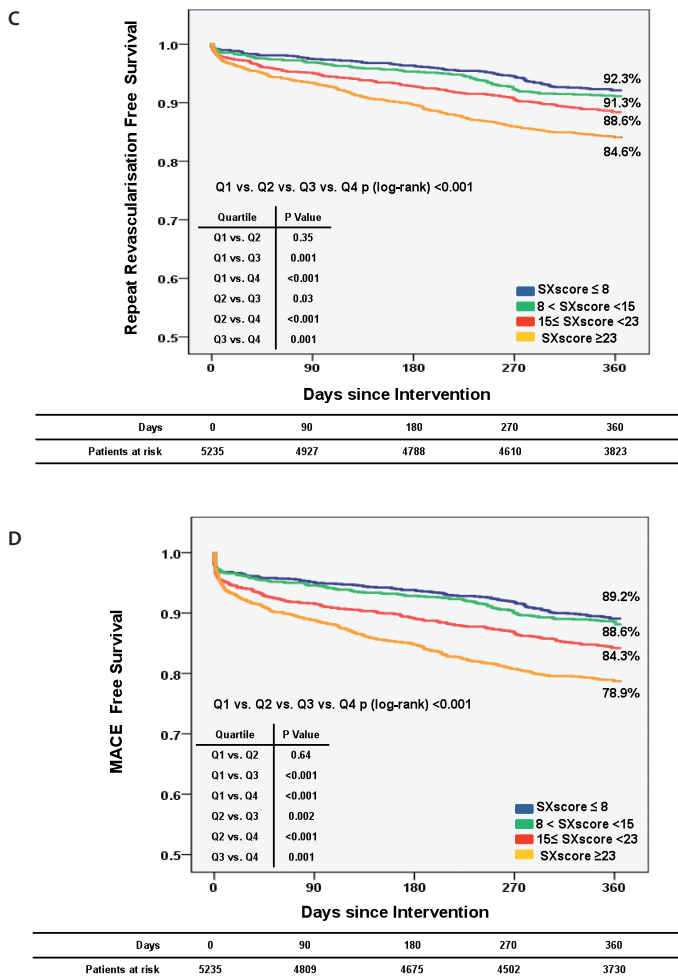 C
Repeat Revascularisation Free Survival
1.0
0.9
0.8
0.7
0.6
0.5
92.3%
91.3%
88.6%
84.6%
Q1 vs. Q2 vs. Q3 vs. Q4 p (log-rank) <0.001
Quartile P Value
Q1 vs. Q2 0.35
Q1 vs. Q3 0.001
Q1 vs. Q4 <0.001
Q2 vs. Q3 0.03
Q2 vs. Q4 <0.001
Q3 vs. Q4 0.001
SXscore ≤ 8
8 < SXscore <15
15≤ SXscore <23
SXscore ≥23
0 90 180 270 360
Days since Intervention
Days 0 90 180 270 360
Patients at risk 5235 4927 4788 4610 3823
D
MACE Free Survival
1.0
0.9
0.8
0.7
0.6
0.5
89.2%
88.6%
84.3%
78.9%
Q1 vs. Q2 vs. Q3 vs. Q4 p (log-rank) <0.001
Quartile P Value
Q1 vs. Q2 0.64
Q1 vs. Q3 <0.001
Q1 vs. Q4 <0.001
Q2 vs. Q3 0.002
Q2 vs. Q4 <0.001
Q3 vs. Q4 0.001
SXscore ≤ 8
8 < SXscore <15
15≤ SXscore <23
SXscore ≥23
0 90 180 270 360
Days since Intervention
Days 0 90 180 270 360
Patients at risk 5235 4809 4675 4502 3730